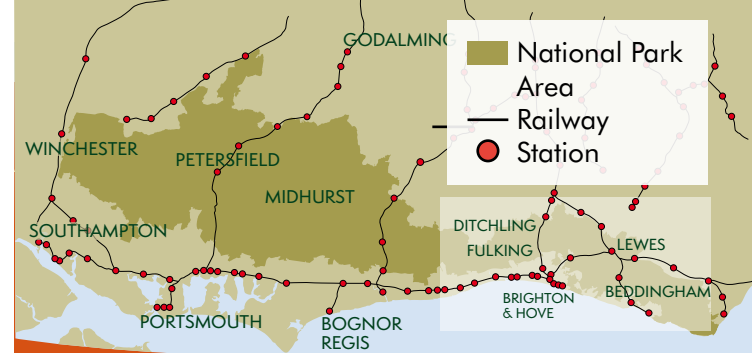 GODALMING
National Park
Area
Railway
Station
WINCHESTER
PETERSFIELD
MIDHURST
SOUTHAMPTON
DITCHLING
FULKING
LEWES
BEDDINGHAM
BRIGHTON
& HOVE
PORTSMOUTH
BOGNOR
REGIS